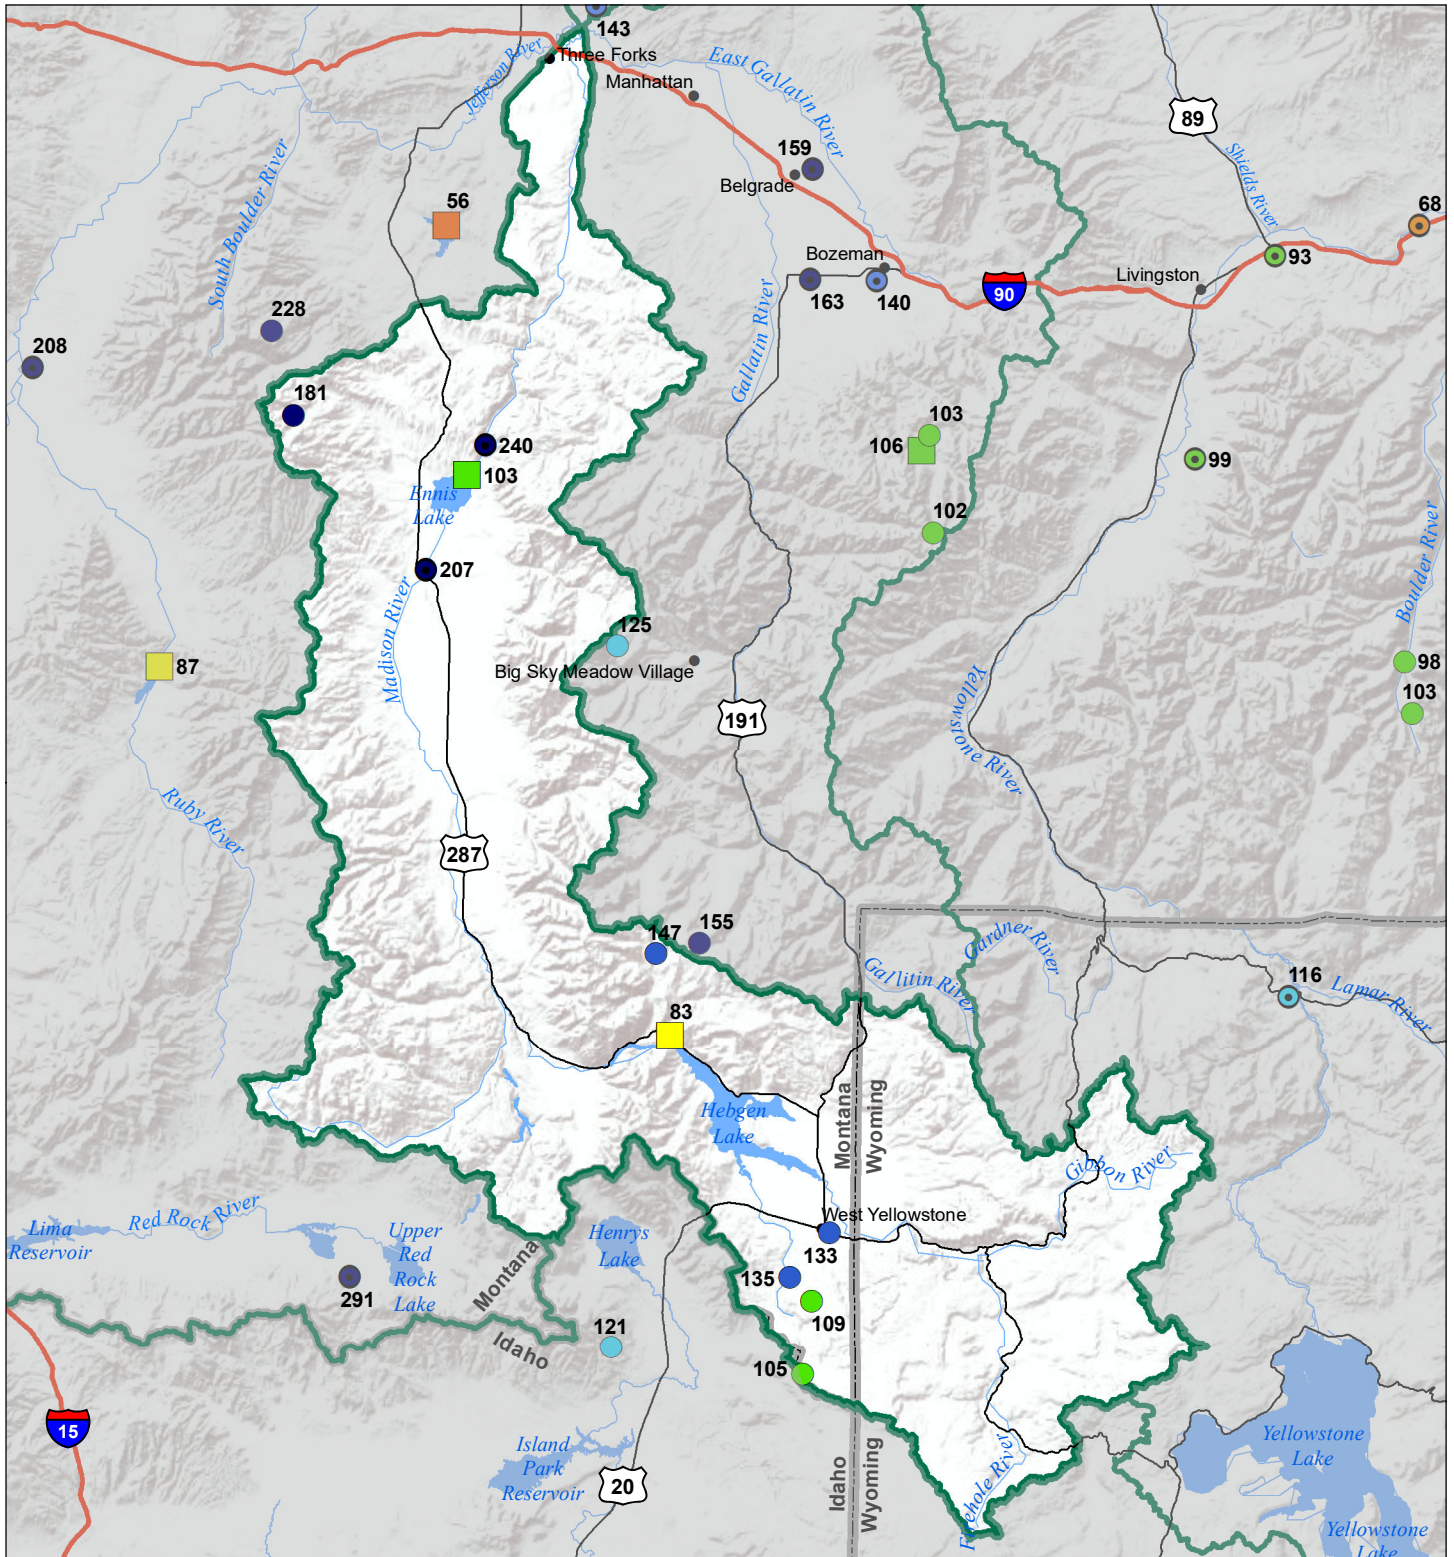 143
Three Forks
Jefferson River
Manhattan
East Gallatin River
89
159
Belgrade
Shields River
South Boulder River
56
68
Bozeman
93
Livingston
163
140
90
Gallatin River
228
208
181
103
106
240
103
99
Ennis
Lake
102
207
Boulder River
Madison River
125
Big Sky Meadow Village
87
98
103
191
Yellowstone River
Ruby River
287
147
155
Gardner River
Gallitin River
116
Lamar River
83
Hebgen
Lake
Montana
Wyoming
Gibbon River
Red Rock River
Lima
Reservoir
Upper
Red
Rock
Lake
Henrys
Lake
West Yellowstone
133
135
Montana
291
109
121
Idaho
105
15
Island
Park
Reservoir
20
Idaho
Wyoming
Firehole River
Yellowstone
Lake
Yellowstone
Lake